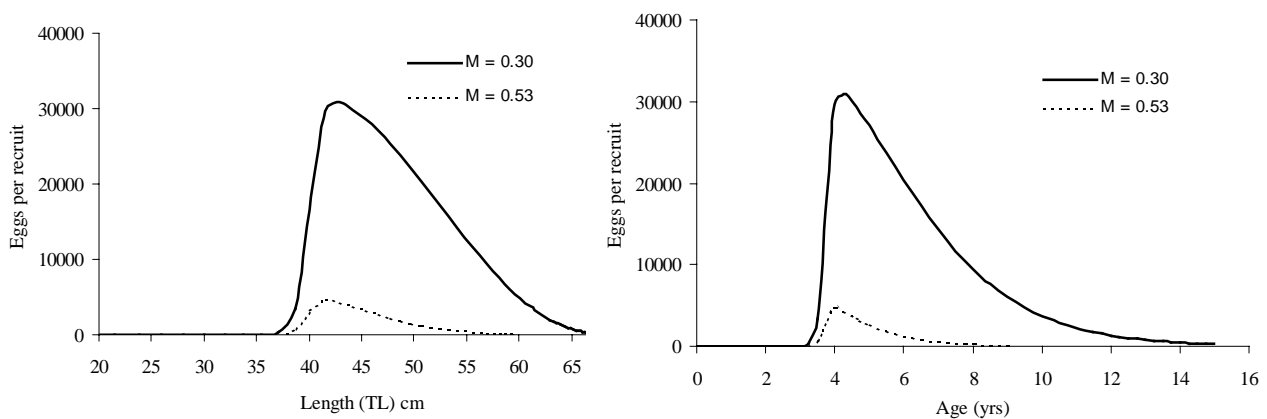 40000
30000
20000
10000
0
Eggs per recruit
20 25 30 35 40 45 50 55 60 65
Length (TL) cm
M = 0.30
M = 0.53
40000
30000
20000
10000
0
Eggs per recruit
0 2 4 6 8 10 12 14 16
Age (yrs)
M = 0.30
M = 0.53